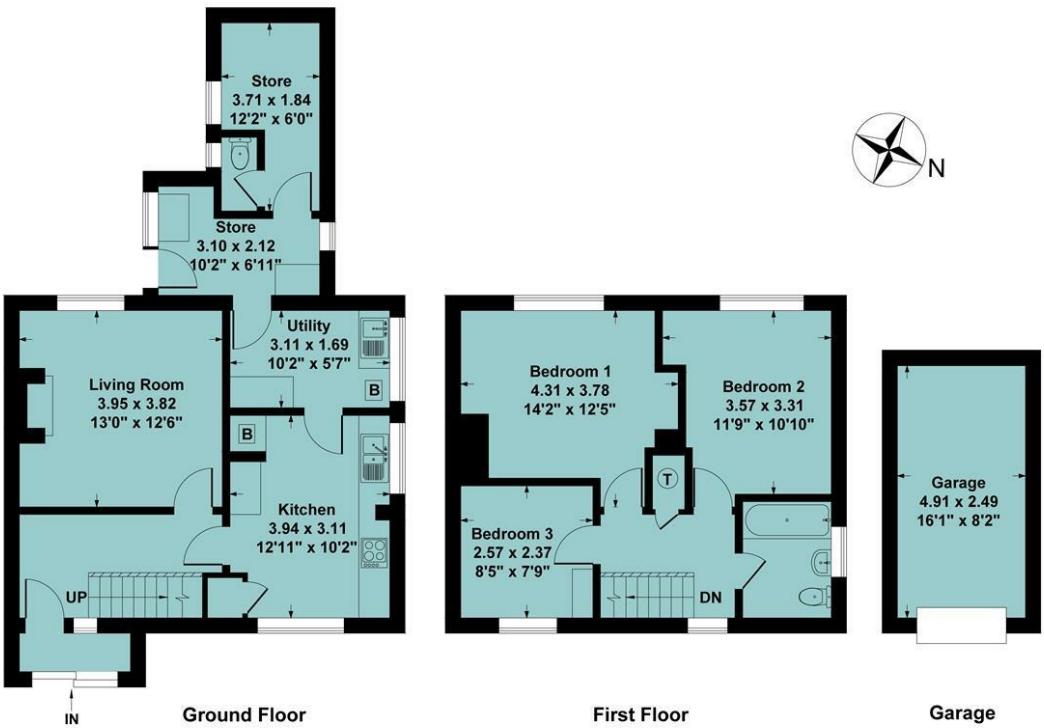 Store
3.71 x 1.84
12'2" x 6'0"
N
Store
3.10 x 2.12
10'2" x 6'11"
Utility
3.11 x 1.69
10'2" x 5'7"
B
Living Room
3.95 x 3.82
13'0" x 12'6"
B
Kitchen
3.94 x 3.11
12'11" x 10'2"
UP
IN
Ground Floor
Bedroom 1
4.31 x 3.78
14'2" x 12'5"
Bedroom 2
3.57 x 3.31
11'9" x 10'10"
T
Bedroom 3
2.57 x 2.37
8'5" x 7'9"
DN
First Floor
Garage
4.91 x 2.49
16'1" x 8'2"
Garage